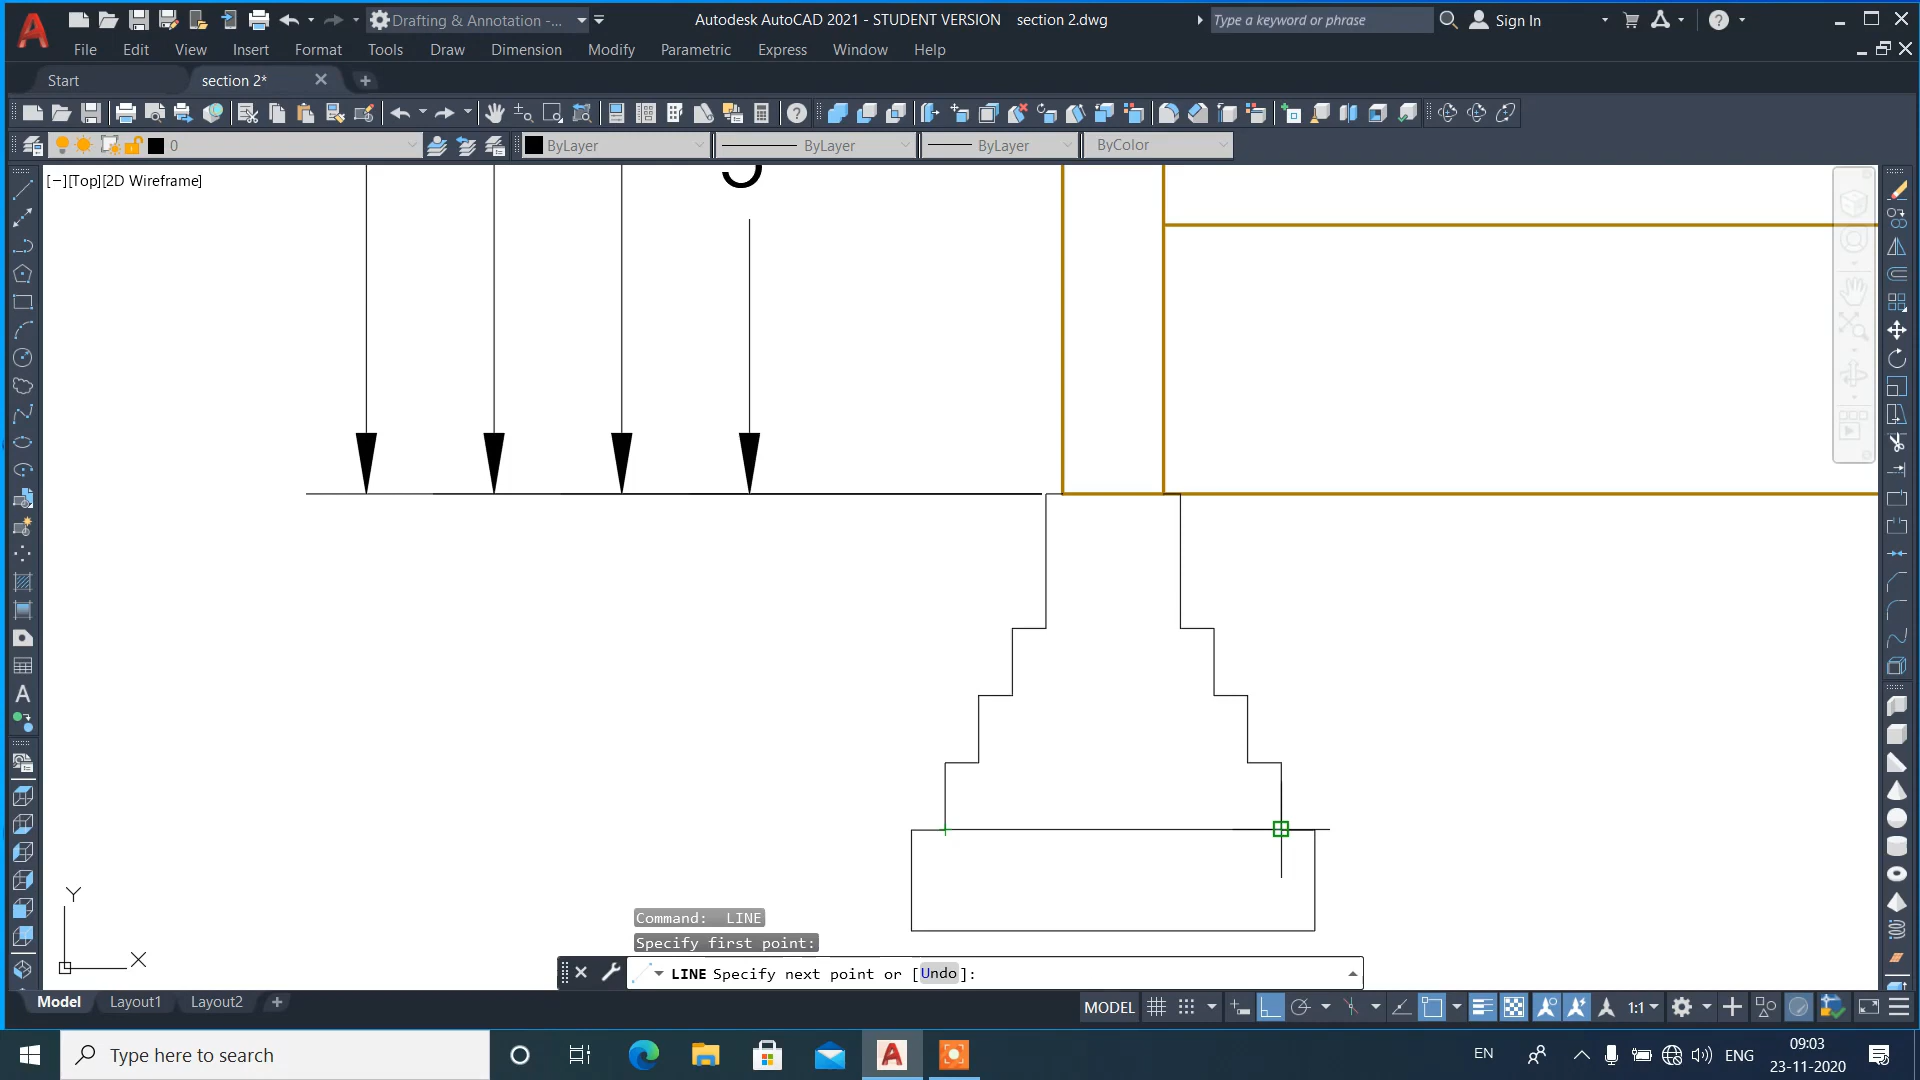 Drafting & Annotation -...
Autodesk AutoCAD 2021 - STUDENT VERSION section 2.dwg
Type a keyword or phrase
Sign In
File Edit View Insert Format Tools Draw Dimension Modify Parametric Express Window Help
Start
section 2*
0
ByLayer
ByLayer
ByLayer
ByColor
[−][Top][2D Wireframe]
Y
X
Command: LINE
Specify first point:
LINE Specify next point or [Undo]:
Model Layout1 Layout2
MODEL
1:1
Type here to search
EN
ENG
09:03
23-11-2020